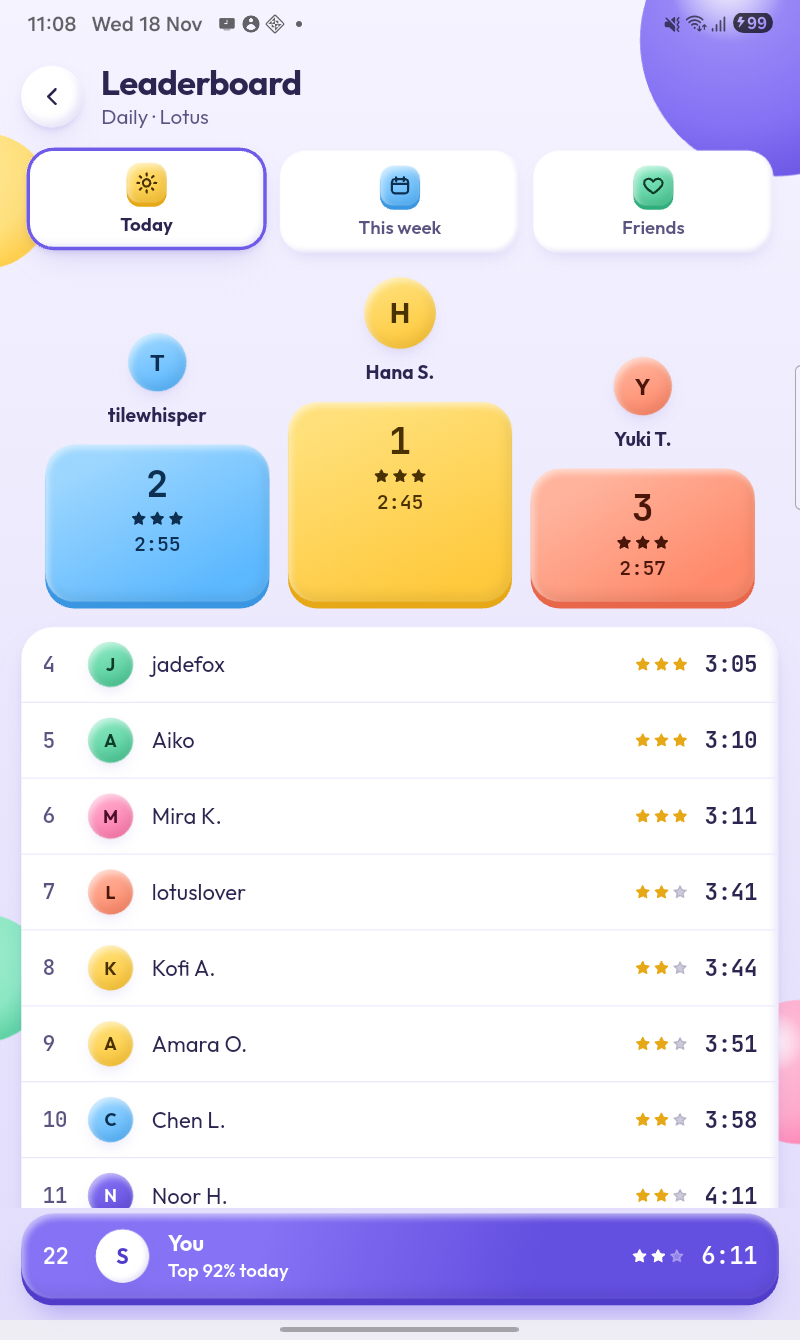 11:08 Wed 18 Nov
99
Leaderboard
Daily · Lotus
Today
This week
Friends
H
Hana S.
T
tilewhisper
Y
Yuki T.
1
2:45
2
2:55
3
2:57
4 J jadefox 3:05
5 A Aiko 3:10
6 M Mira K. 3:11
7 L lotuslover 3:41
8 K Kofi A. 3:44
9 A Amara O. 3:51
10 C Chen L. 3:58
11 N Noor H. 4:11
22 S You 6:11
Top 92% today